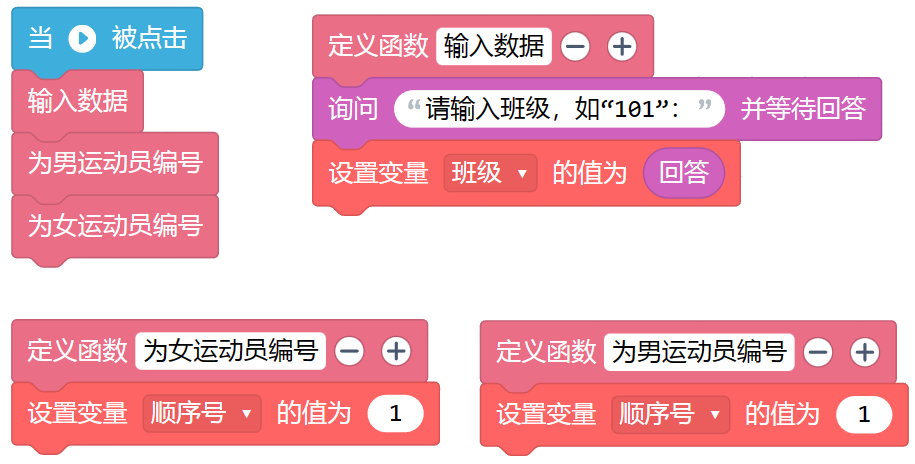 当 被点击
输入数据
为男运动员编号
为女运动员编号
定义函数 输入数据
询问 “请输入班级，如“101”：” 并等待回答
设置变量 班级 的值为 回答
定义函数 为女运动员编号
设置变量 顺序号 的值为 1
定义函数 为男运动员编号
设置变量 顺序号 的值为 1